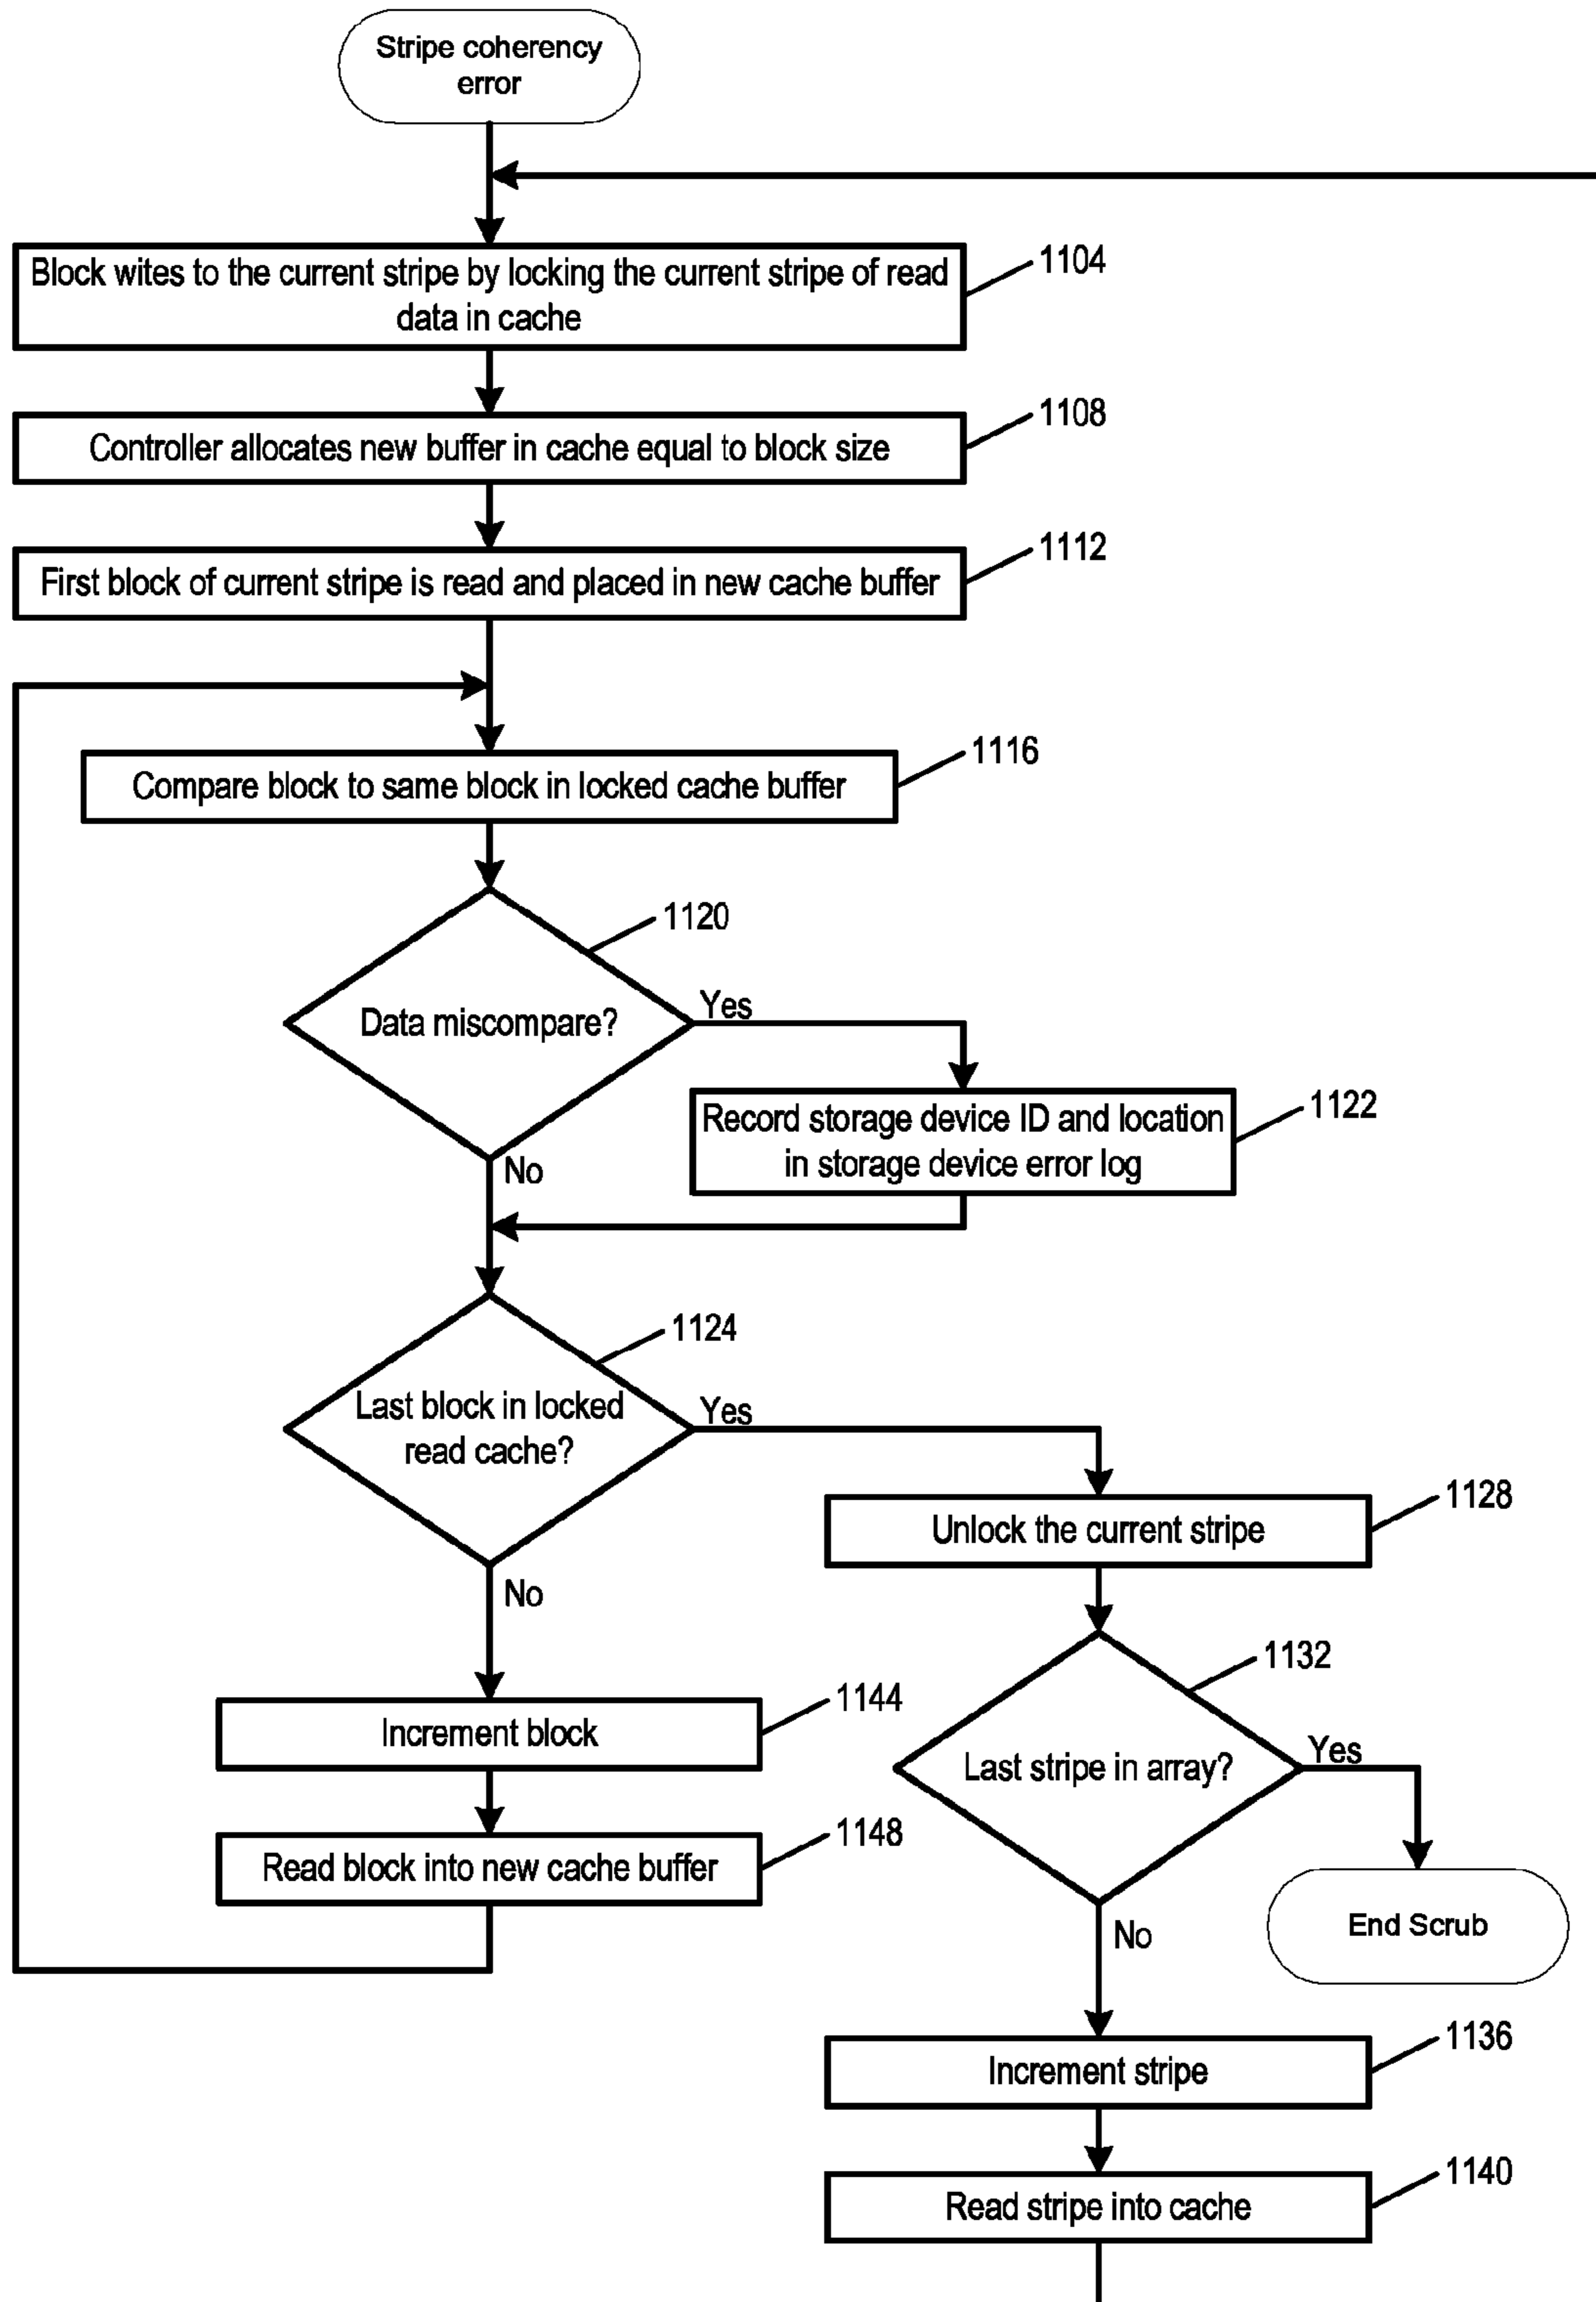 Stripe coherency
error
Block wites to the current stripe by locking the current stripe of read
data in cache
1104
Controller allocates new buffer in cache equal to block size
1108
First block of current stripe is read and placed in new cache buffer
1112
Compare block to same block in locked cache buffer
1116
1120
Data miscompare?
Yes
No
Record storage device ID and location
in storage device error log
1122
1124
Last block in locked
read cache?
Yes
No
Unlock the current stripe
1128
1132
Last stripe in array?
Yes
No
End Scrub
Increment block
1144
Read block into new cache buffer
1148
Increment stripe
1136
Read stripe into cache
1140